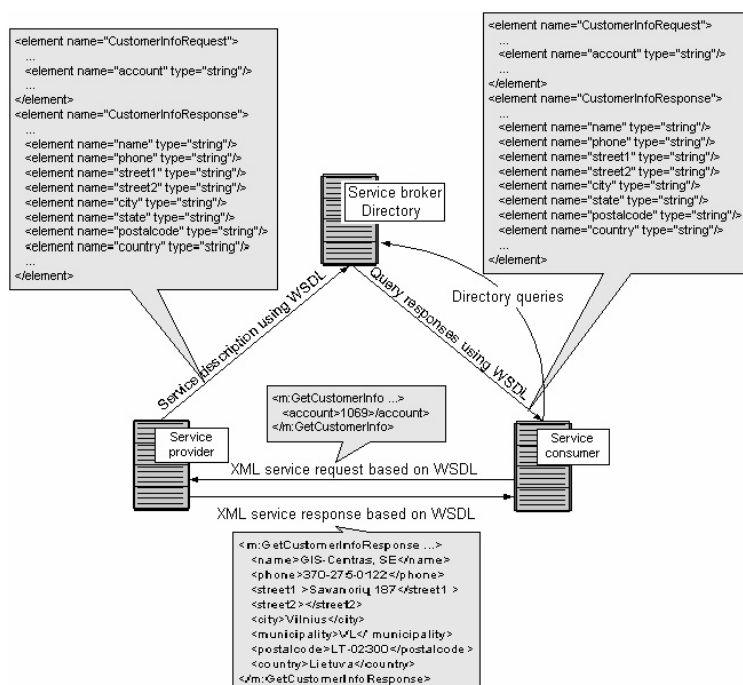 <element name="CustomerInfoRequest">
...
<element name="account" type="string"/>
...
</element>
<element name="CustomerInfoResponse">
...
<element name="name" type="string"/>
<element name="phone" type="string"/>
<element name="street1" type="string"/>
<element name="street2" type="string"/>
<element name="city" type="string"/>
<element name="state" type="string"/>
<element name="postalcode" type="string"/>
<element name="country" type="string"/>
...
</element>
<element name="CustomerInfoRequest">
...
<element name="account" type="string"/>
...
</element>
<element name="CustomerInfoResponse">
...
<element name="name" type="string"/>
<element name="phone" type="string"/>
<element name="street1" type="string"/>
<element name="street2" type="string"/>
<element name="city" type="string"/>
<element name="state" type="string"/>
<element name="postalcode" type="string"/>
<element name="country" type="string"/>
...
</element>
Service broker
Directory
Service description using WSDL
Query responses using WSDL
Directory queries
<m:GetCustomerInfo ...>
<account>1069>/account>
</m:GetCustomerInfo>
Service
provider
Service
consumer
XML service request based on WSDL
XML service response based on WSDL
<m:GetCustomerInfoResponse ...>
<name>GIS-Centras, SE</name>
<phone>370-275-0122</phone>
<street1 >Savanorių 187</street1 >
<street2></street2>
<city>Vilnius</city>
<municipality>VL</ municipality>
<postalcode>LT-02300</postalcode>
<country>Lietuva</country>
</m:GetCustomerInfoResponse>